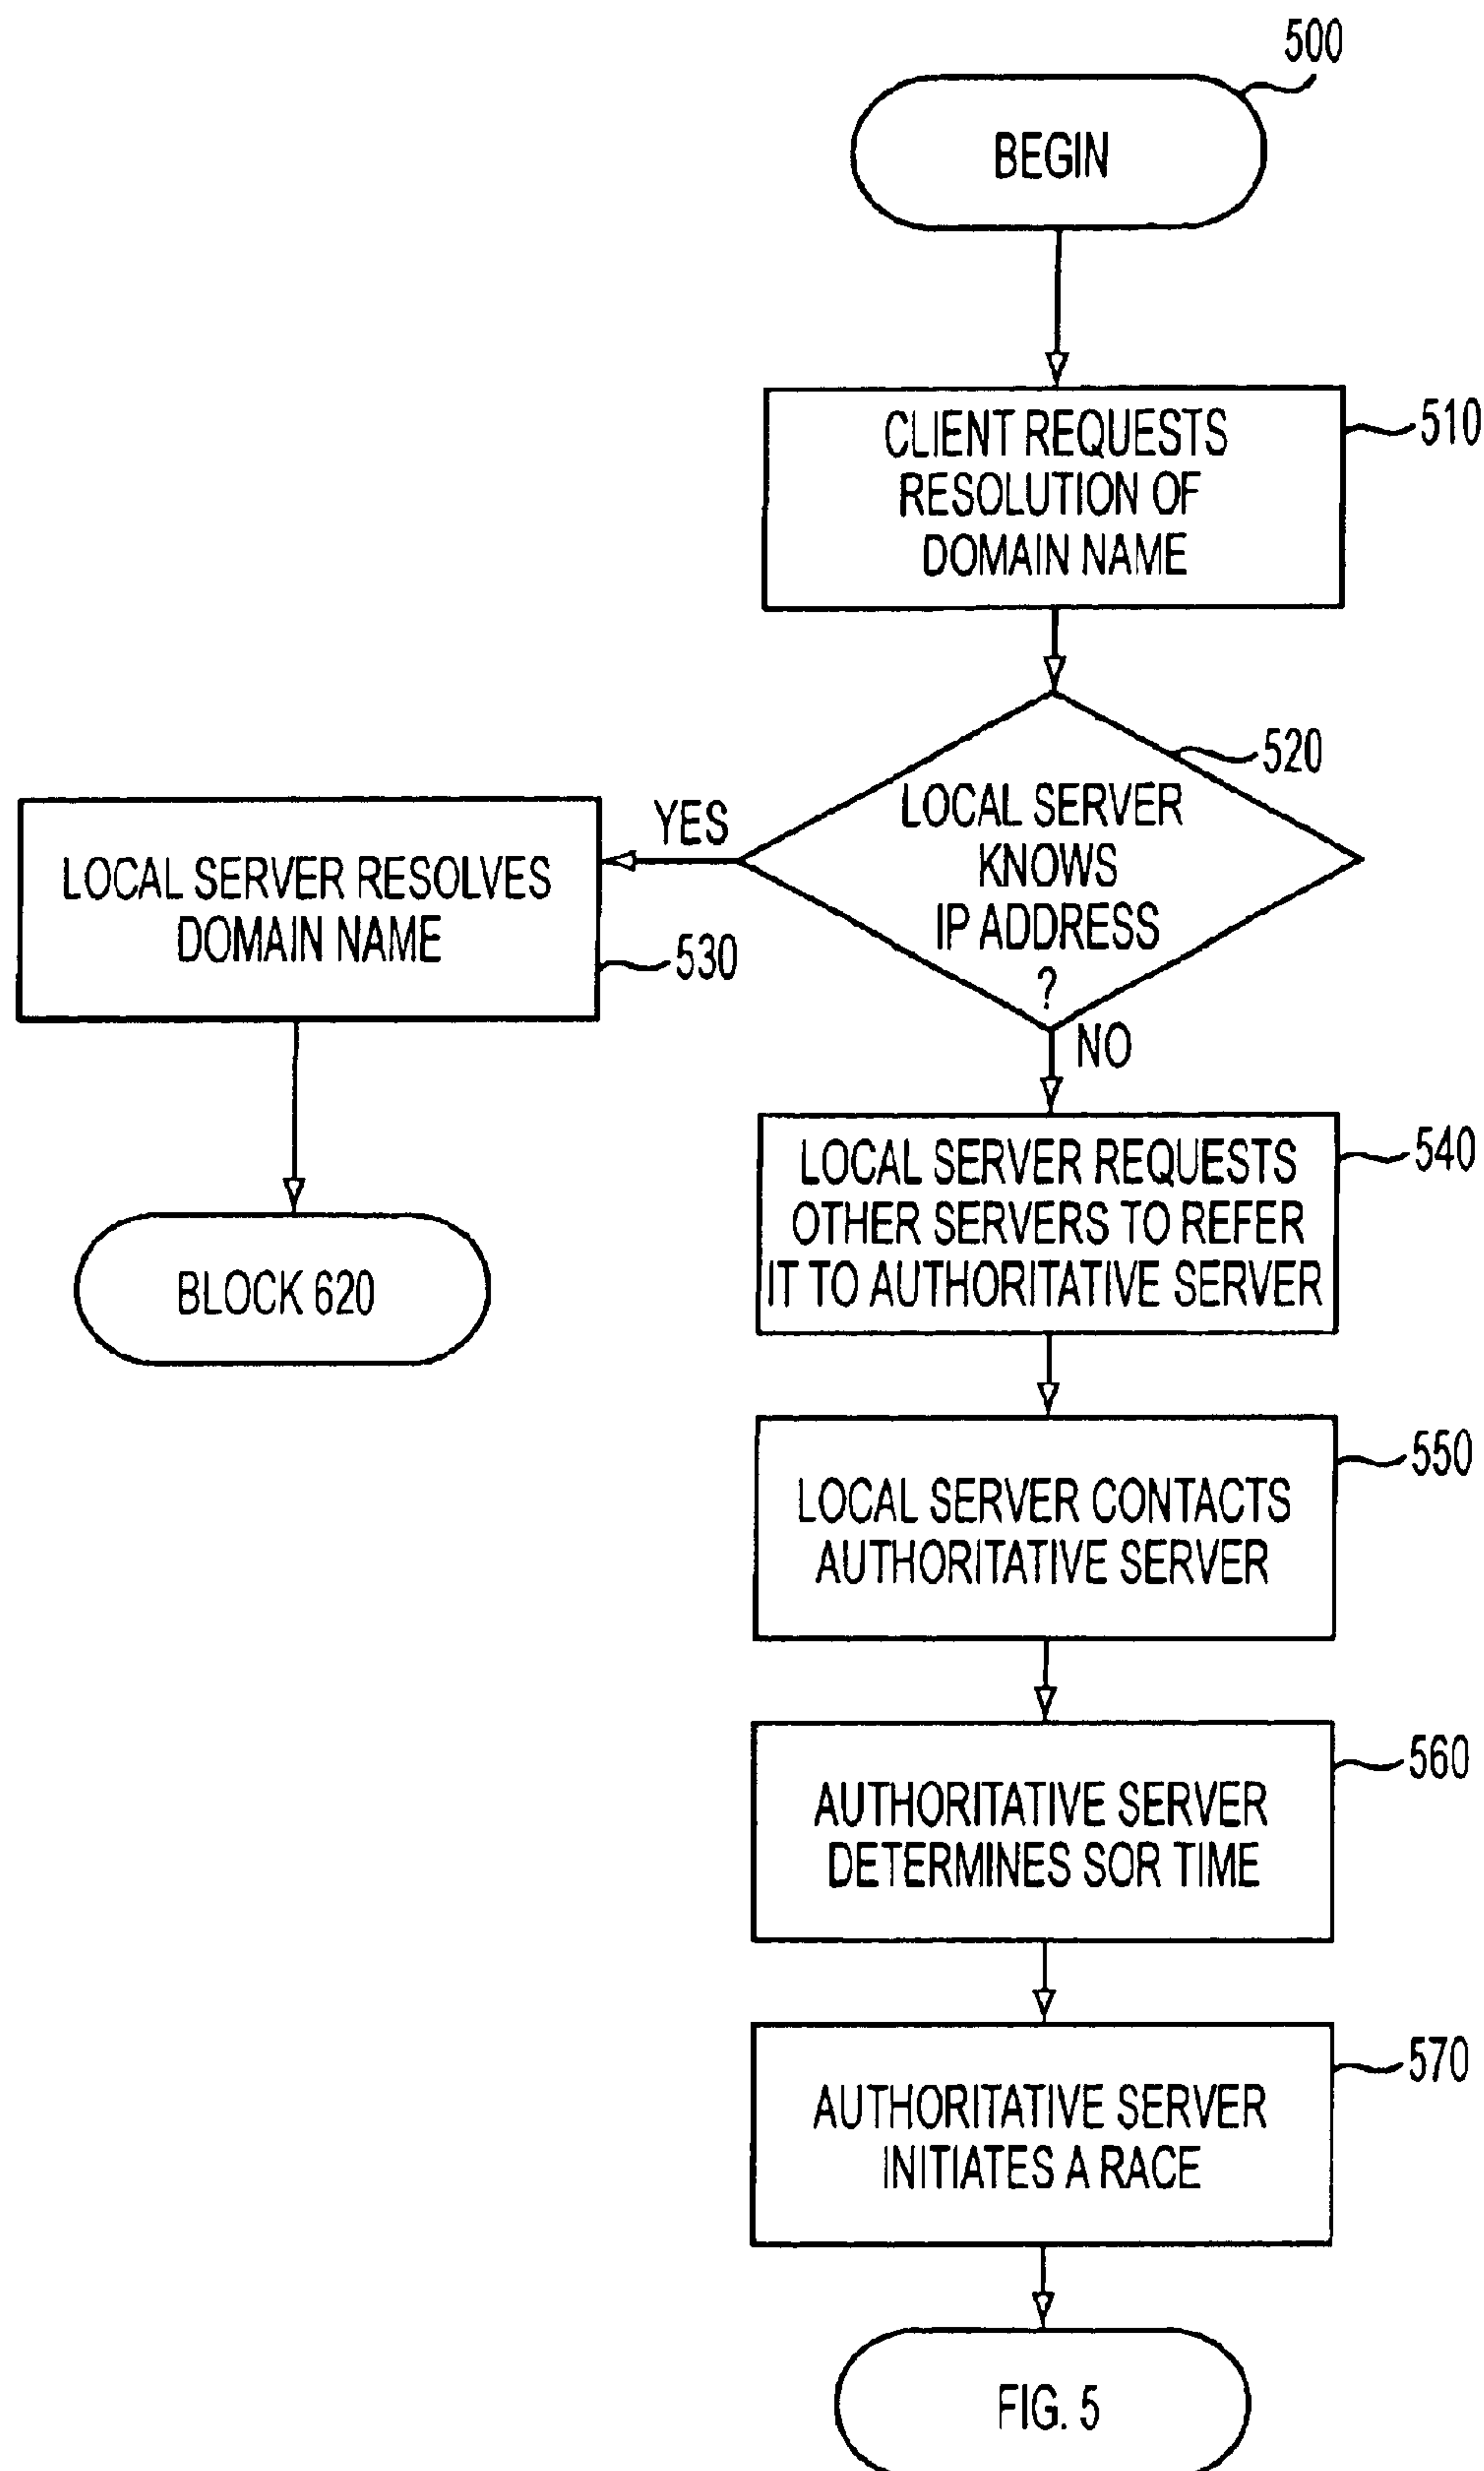 500
BEGIN
CLIENT REQUESTS
RESOLUTION OF
DOMAIN NAME
510
520
LOCAL SERVER
KNOWS
IP ADDRESS
?
YES
LOCAL SERVER RESOLVES
DOMAIN NAME
530
BLOCK 620
NO
LOCAL SERVER REQUESTS
OTHER SERVERS TO REFER
IT TO AUTHORITATIVE SERVER
540
LOCAL SERVER CONTACTS
AUTHORITATIVE SERVER
550
AUTHORITATIVE SERVER
DETERMINES SOR TIME
560
AUTHORITATIVE SERVER
INITIATES A RACE
570
FIG. 5